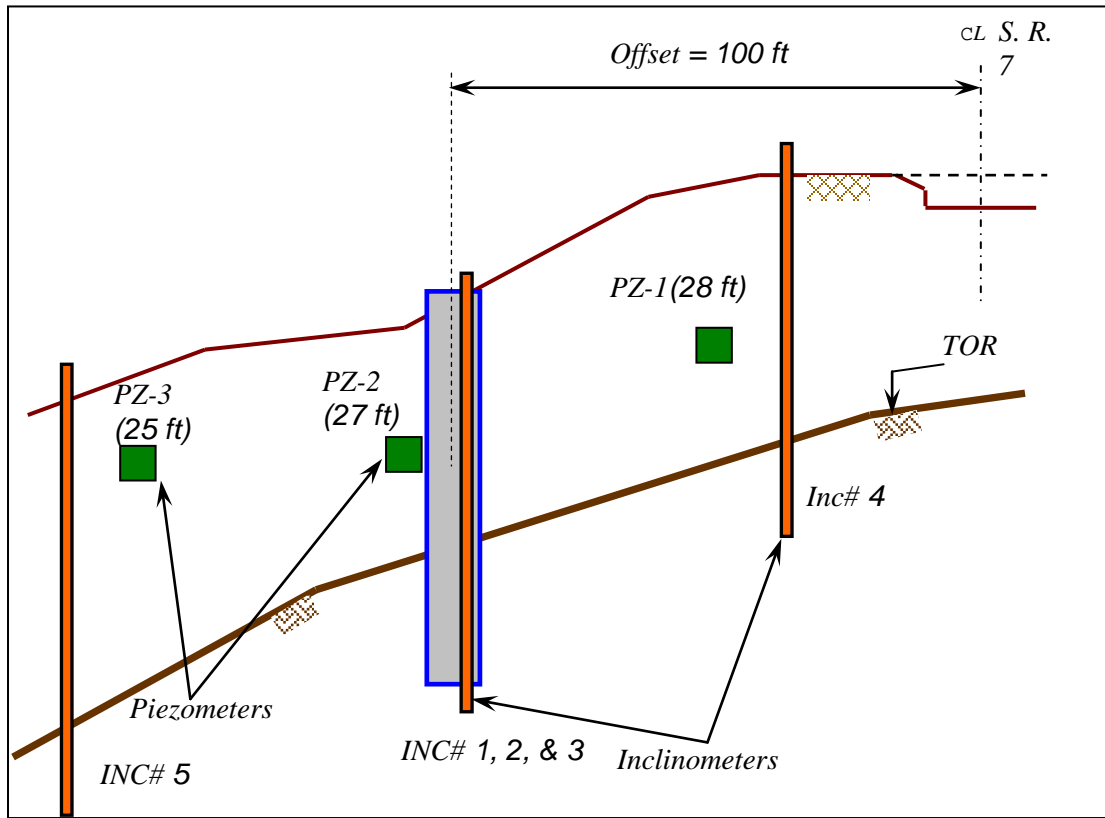 CL S. R.
7
Offset = 100 ft
PZ-1(28 ft)
TOR
PZ-2
(27 ft)
PZ-3
(25 ft)
Inc# 4
Piezometers
INC# 1, 2, & 3
Inclinometers
INC# 5